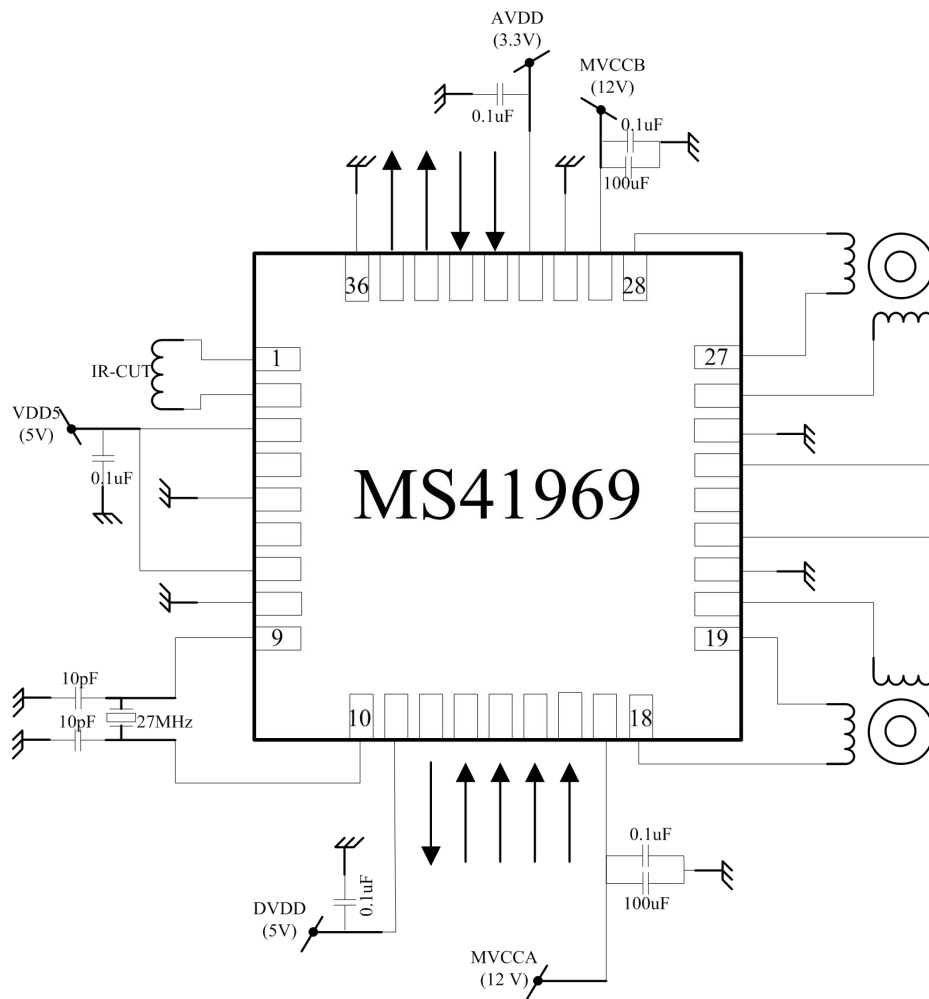 AVDD
(3.3V)
MVCCB
(12V)
0.1uF
0.1uF
100uF
36
28
1
27
IR-CUT
VDD5
(5V)
0.1uF
MS41969
9
19
10pF
27MHz
10pF
10
18
0.1uF
0.1uF
100uF
DVDD
(5V)
MVCCA
(12 V)